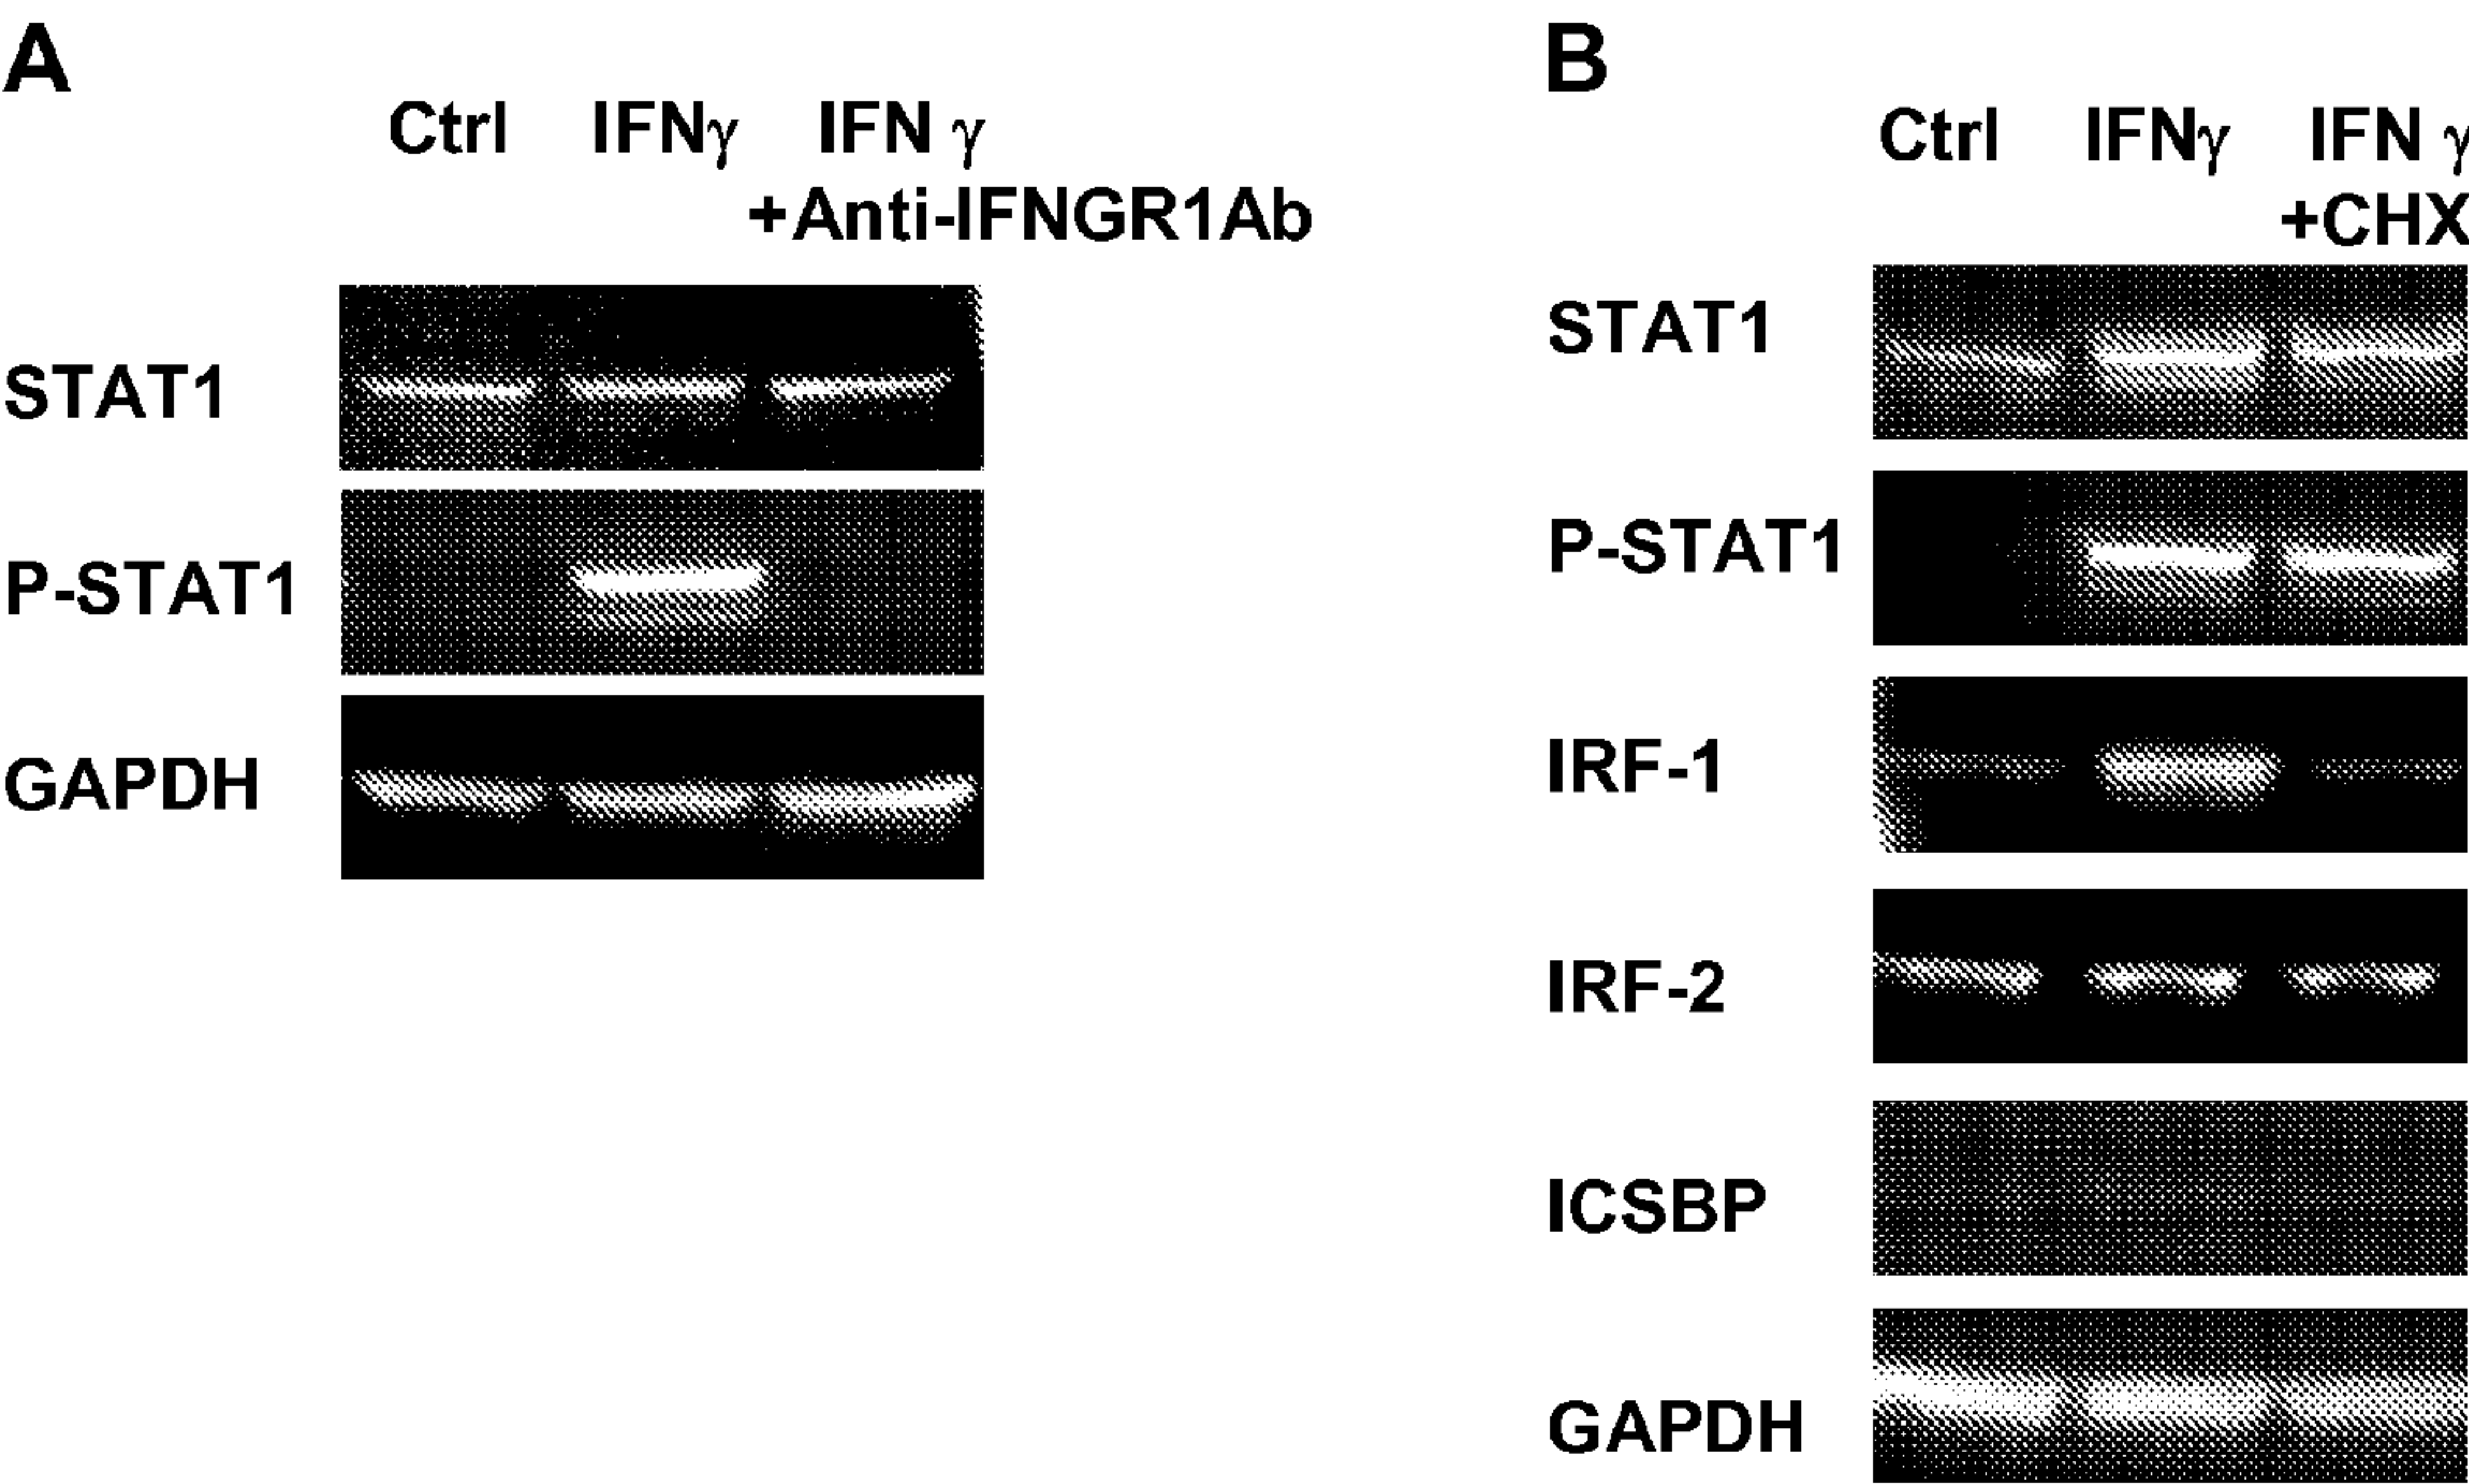 A
Ctrl IFNγ IFN γ
+Anti-IFNGR1Ab
STAT1
P-STAT1
GAPDH
B
Ctrl IFNγ IFN γ
+CHX
STAT1
P-STAT1
IRF-1
IRF-2
ICSBP
GAPDH